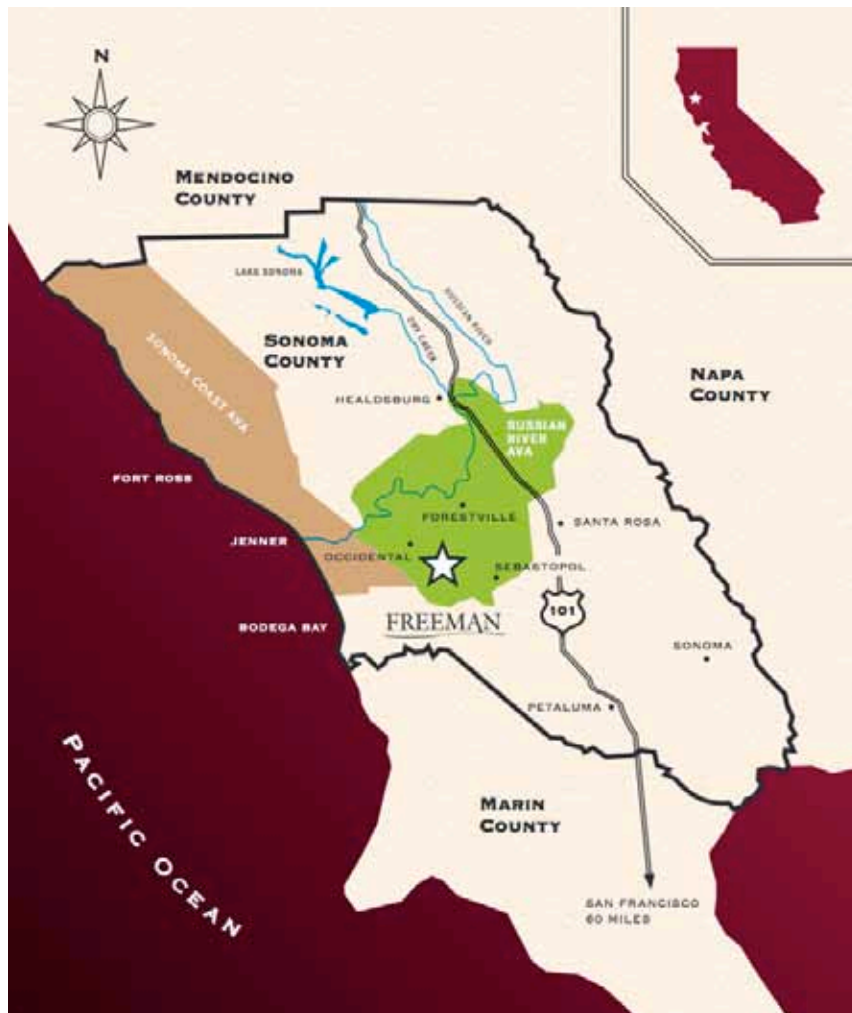 N
MENDOCINO
COUNTY
LAKE SONOMA
RUSSIAN RIVER
DRY CREEK
SONOMA
COUNTY
SONOMA COAST AVA
NAPA
COUNTY
HEALDSBURG
RUSSIAN
RIVER
AVA
FORT ROSS
FORESTVILLE
SANTA ROSA
JENNER
OCCIDENTAL
SEBASTOPOL
101
FREEMAN
BODEGA BAY
SONOMA
PETALUMA
PACIFIC OCEAN
MARIN
COUNTY
SAN FRANCISCO
60 MILES